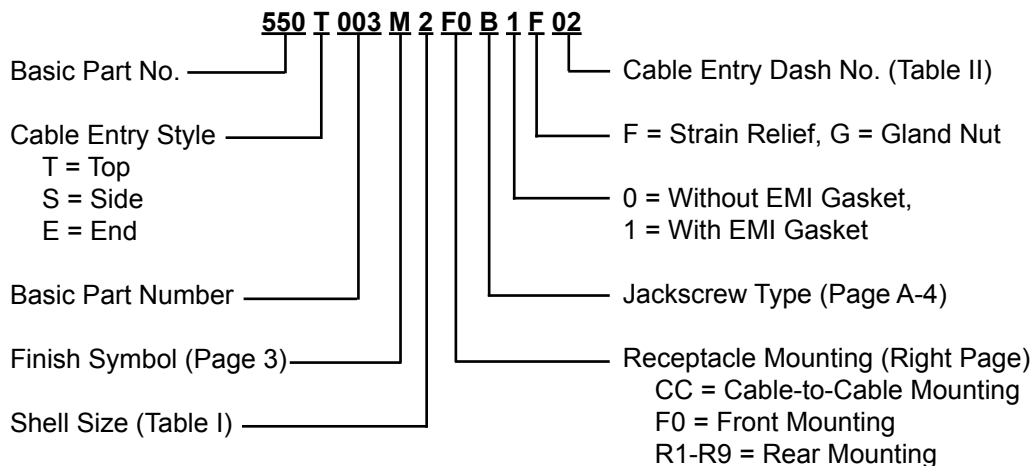 550 T 003 M 2 F0 B 1 F 02
Basic Part No.
Cable Entry Style
T = Top
S = Side
E = End
Basic Part Number
Finish Symbol (Page 3)
Shell Size (Table I)
Cable Entry Dash No. (Table II)
F = Strain Relief, G = Gland Nut
0 = Without EMI Gasket,
1 = With EMI Gasket
Jackscrew Type (Page A-4)
Receptacle Mounting (Right Page)
CC = Cable-to-Cable Mounting
F0 = Front Mounting
R1-R9 = Rear Mounting